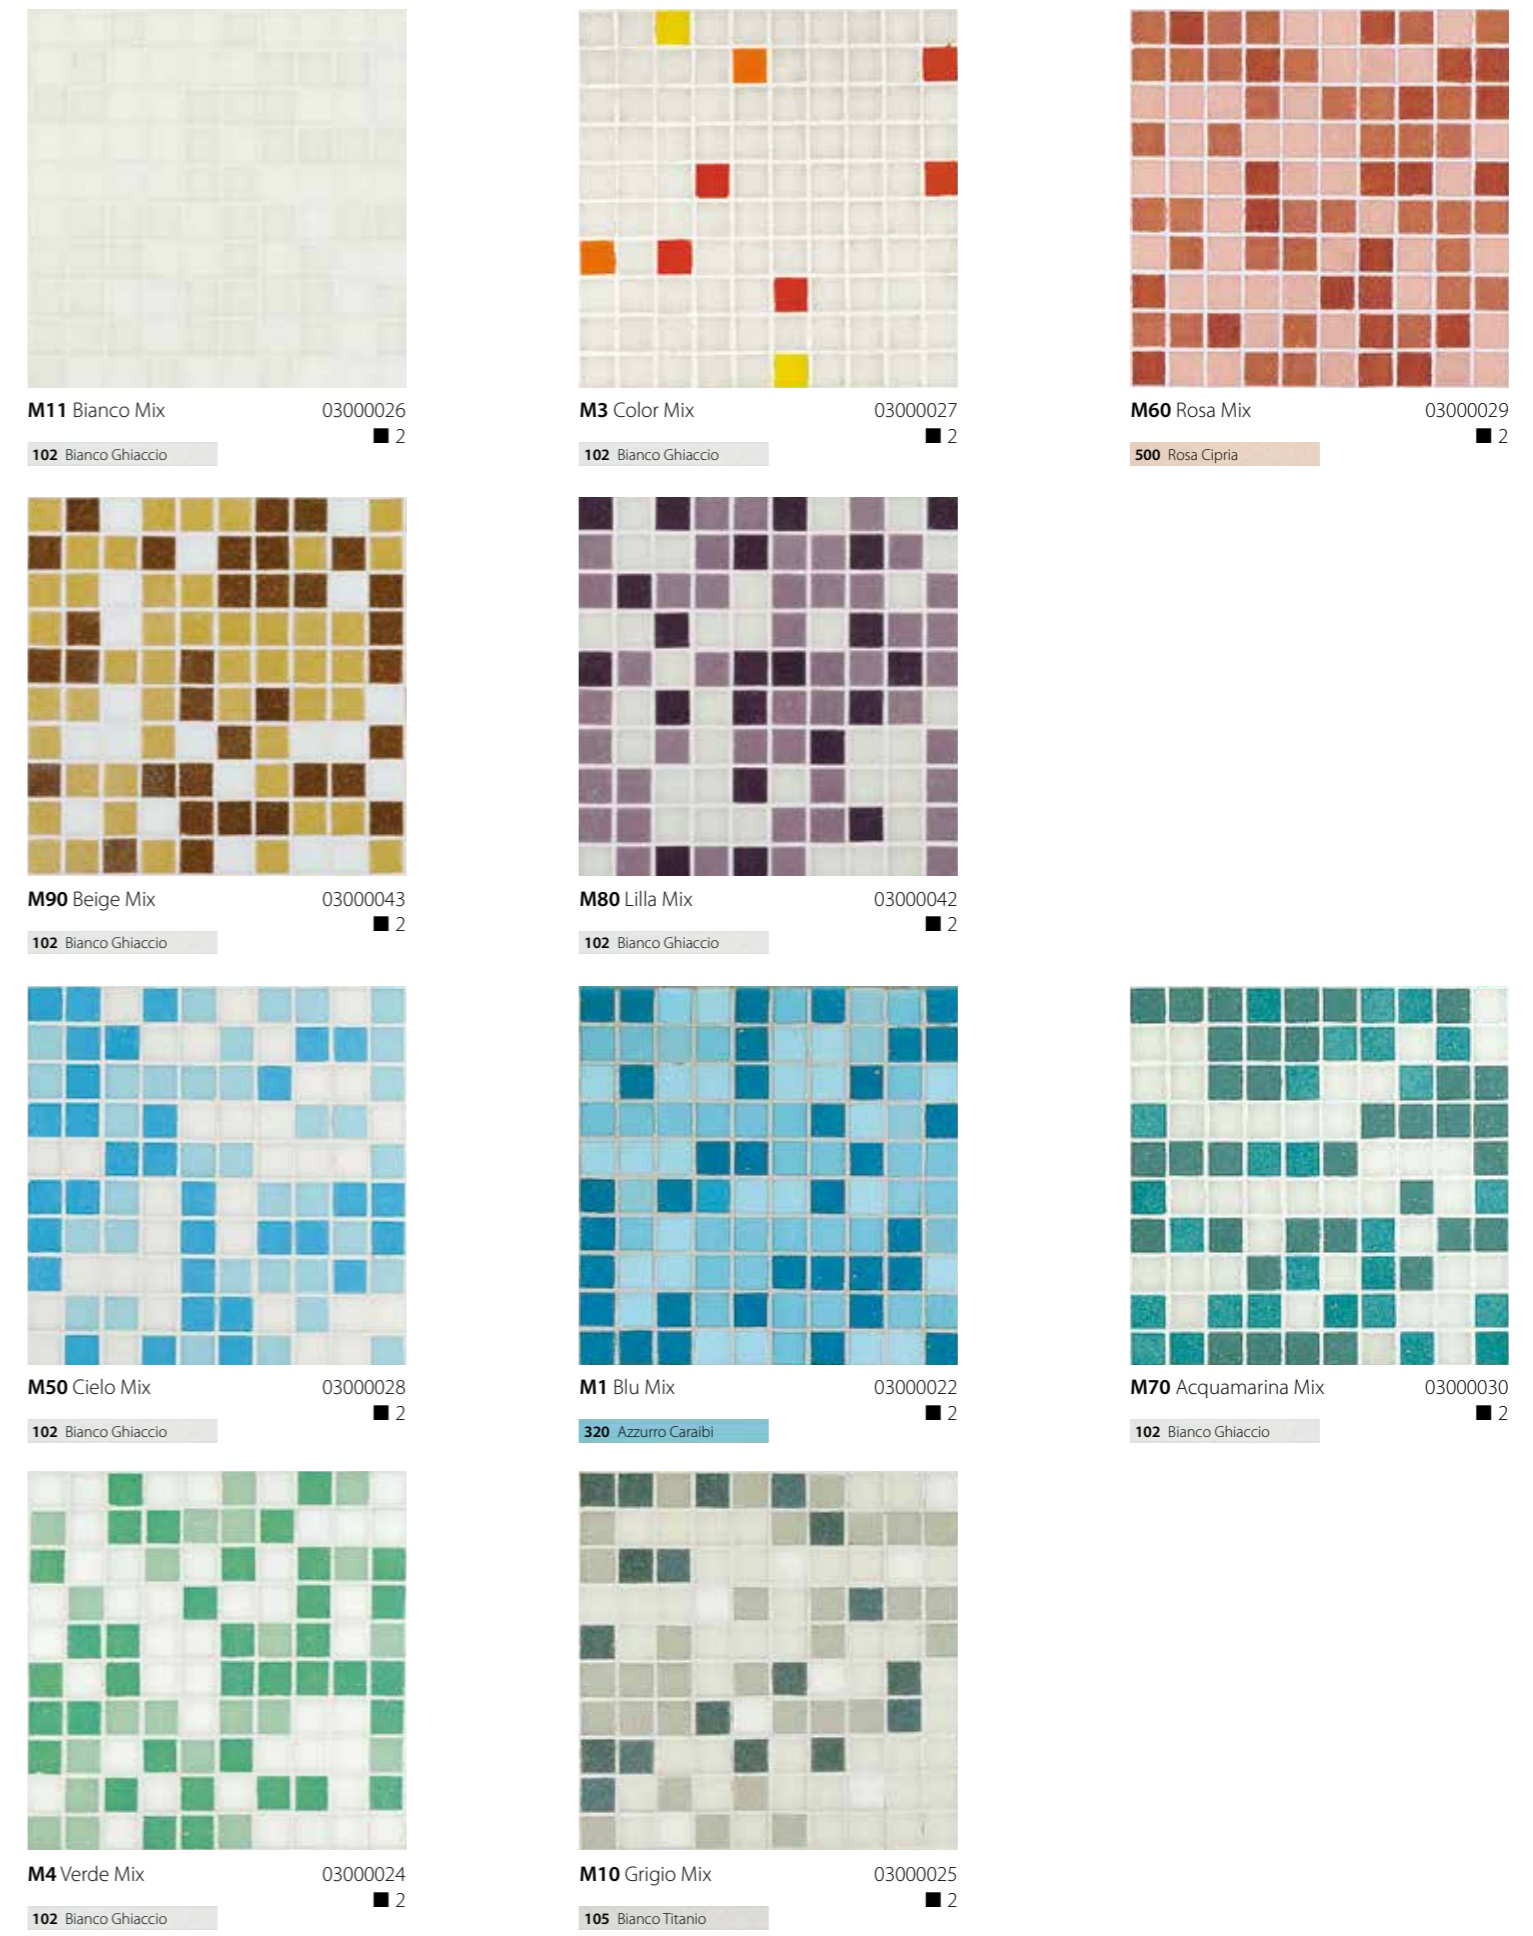 M11 Bianco Mix 03000026
■ 2
102 Bianco Ghiaccio
M3 Color Mix 03000027
■ 2
102 Bianco Ghiaccio
M60 Rosa Mix 03000029
■ 2
500 Rosa Cipria
M90 Beige Mix 03000043
■ 2
102 Bianco Ghiaccio
M80 Lilla Mix 03000042
■ 2
102 Bianco Ghiaccio
M50 Cielo Mix 03000028
■ 2
102 Bianco Ghiaccio
M1 Blu Mix 03000022
■ 2
320 Azzurro Caraibi
M70 Acquamarina Mix 03000030
■ 2
102 Bianco Ghiaccio
M4 Verde Mix 03000024
■ 2
102 Bianco Ghiaccio
M10 Grigio Mix 03000025
■ 2
105 Bianco Titanio